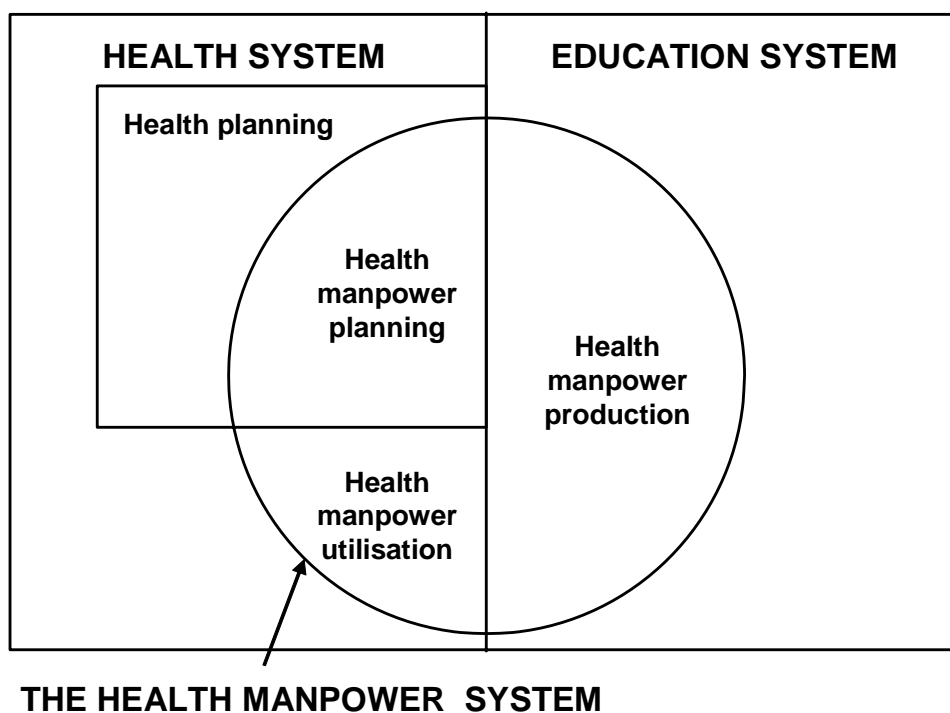 HEALTH SYSTEM
EDUCATION SYSTEM
Health planning
Health
manpower
planning
Health
manpower
production
Health
manpower
utilisation
THE HEALTH MANPOWER SYSTEM